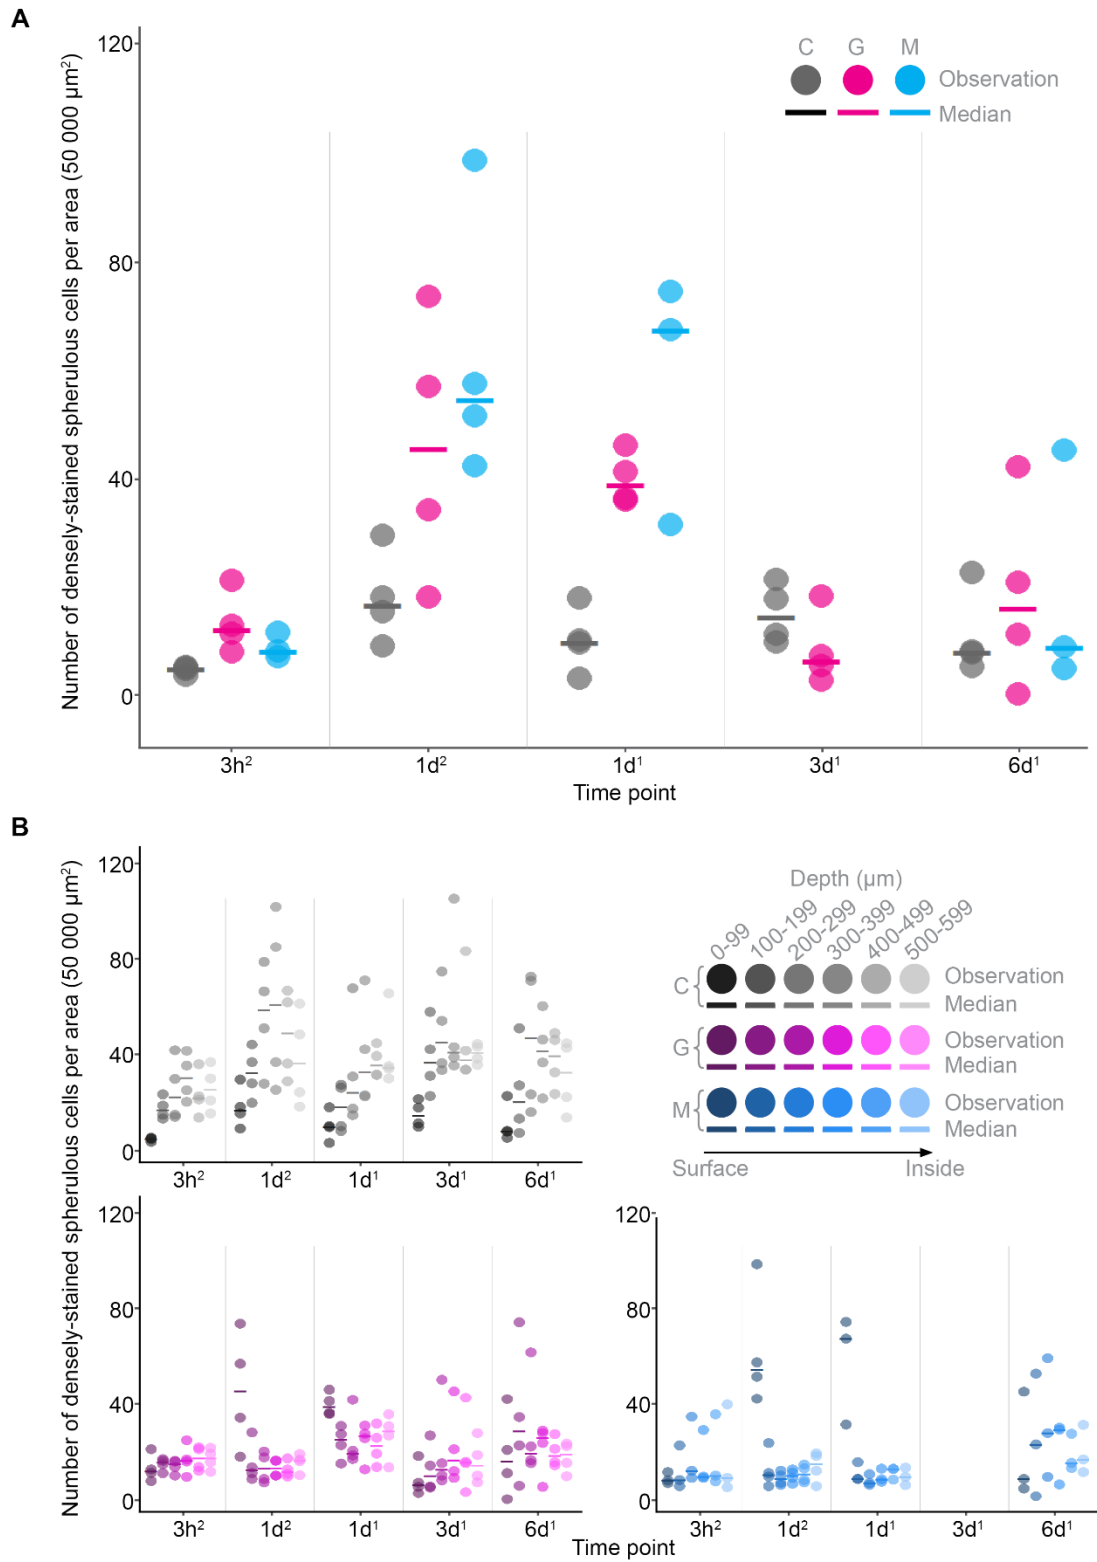 A
Number of densely-stained spherulous cells per area (50 000 µm²)
120
80
40
0
C G M
Observation
Median
3h² 1d² 1d¹ 3d¹ 6d¹
Time point
B
Number of densely-stained spherulous cells per area (50 000 µm²)
120
80
40
0
3h² 1d² 1d¹ 3d¹ 6d¹
Depth (µm)
0-99 100-199 200-299 300-399 400-499 500-599
C { Observation
Median
G { Observation
Median
M { Observation
Median
Surface Inside
120
80
40
0
3h² 1d² 1d¹ 3d¹ 6d¹
120
80
40
0
3h² 1d² 1d¹ 3d¹ 6d¹
Time point